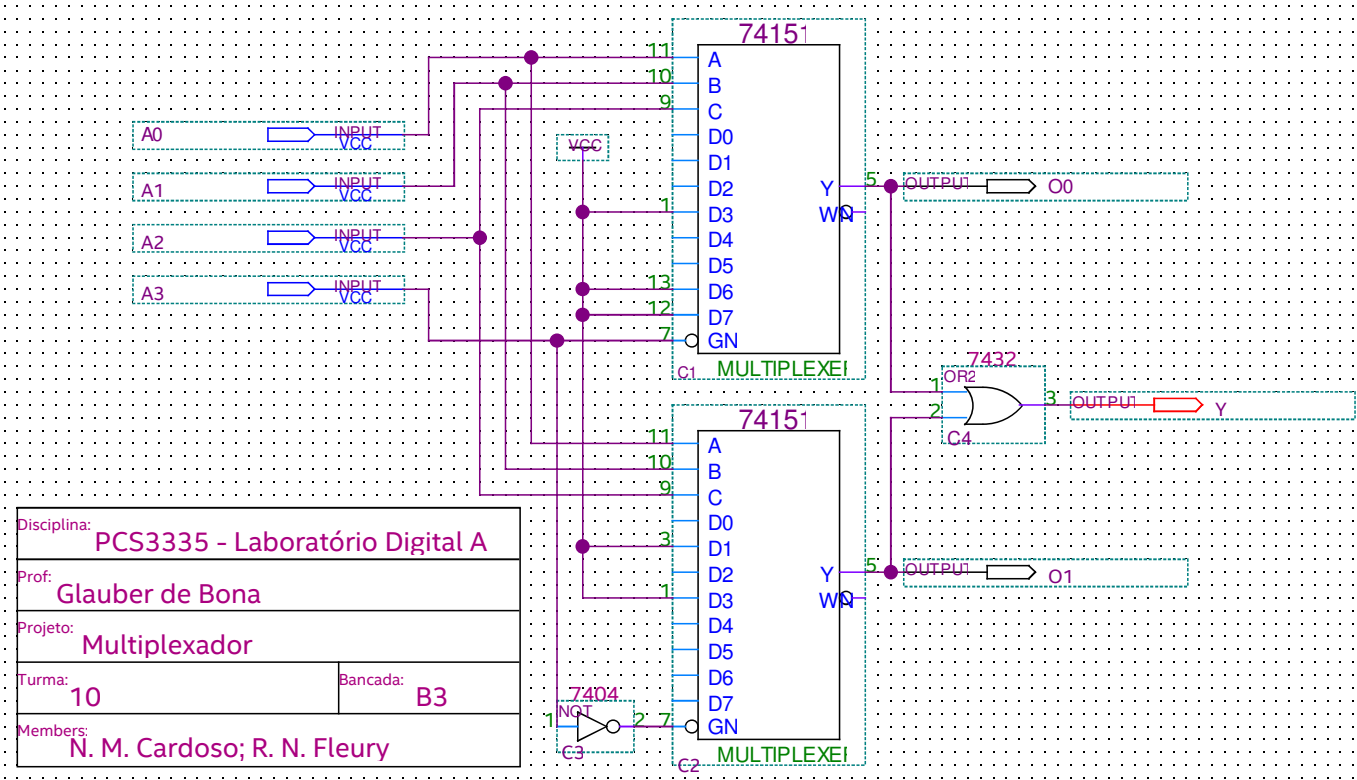 74151
11 A
10 B
9 C
D0
D1
D2
1 D3
D4
D5
13 D6
12 D7
7 GN
Y 5
WN
C1 MULTIPLEXER
A0 INPUT VCC
A1 INPUT VCC
A2 INPUT VCC
A3 INPUT VCC
VCC
OUTPUT O0
7432
OR2
1
2
3
C4
OUTPUT Y
74151
11 A
10 B
9 C
D0
3 D1
D2
1 D3
D4
D5
D6
D7
7 GN
Y 5
WN
C2 MULTIPLEXER
OUTPUT O1
7404
NOT
1
2
C3
Disciplina: PCS3335 - Laboratório Digital A
Prof: Glauber de Bona
Projeto: Multiplexador
Turma: 10
Bancada: B3
Members: N. M. Cardoso; R. N. Fleury